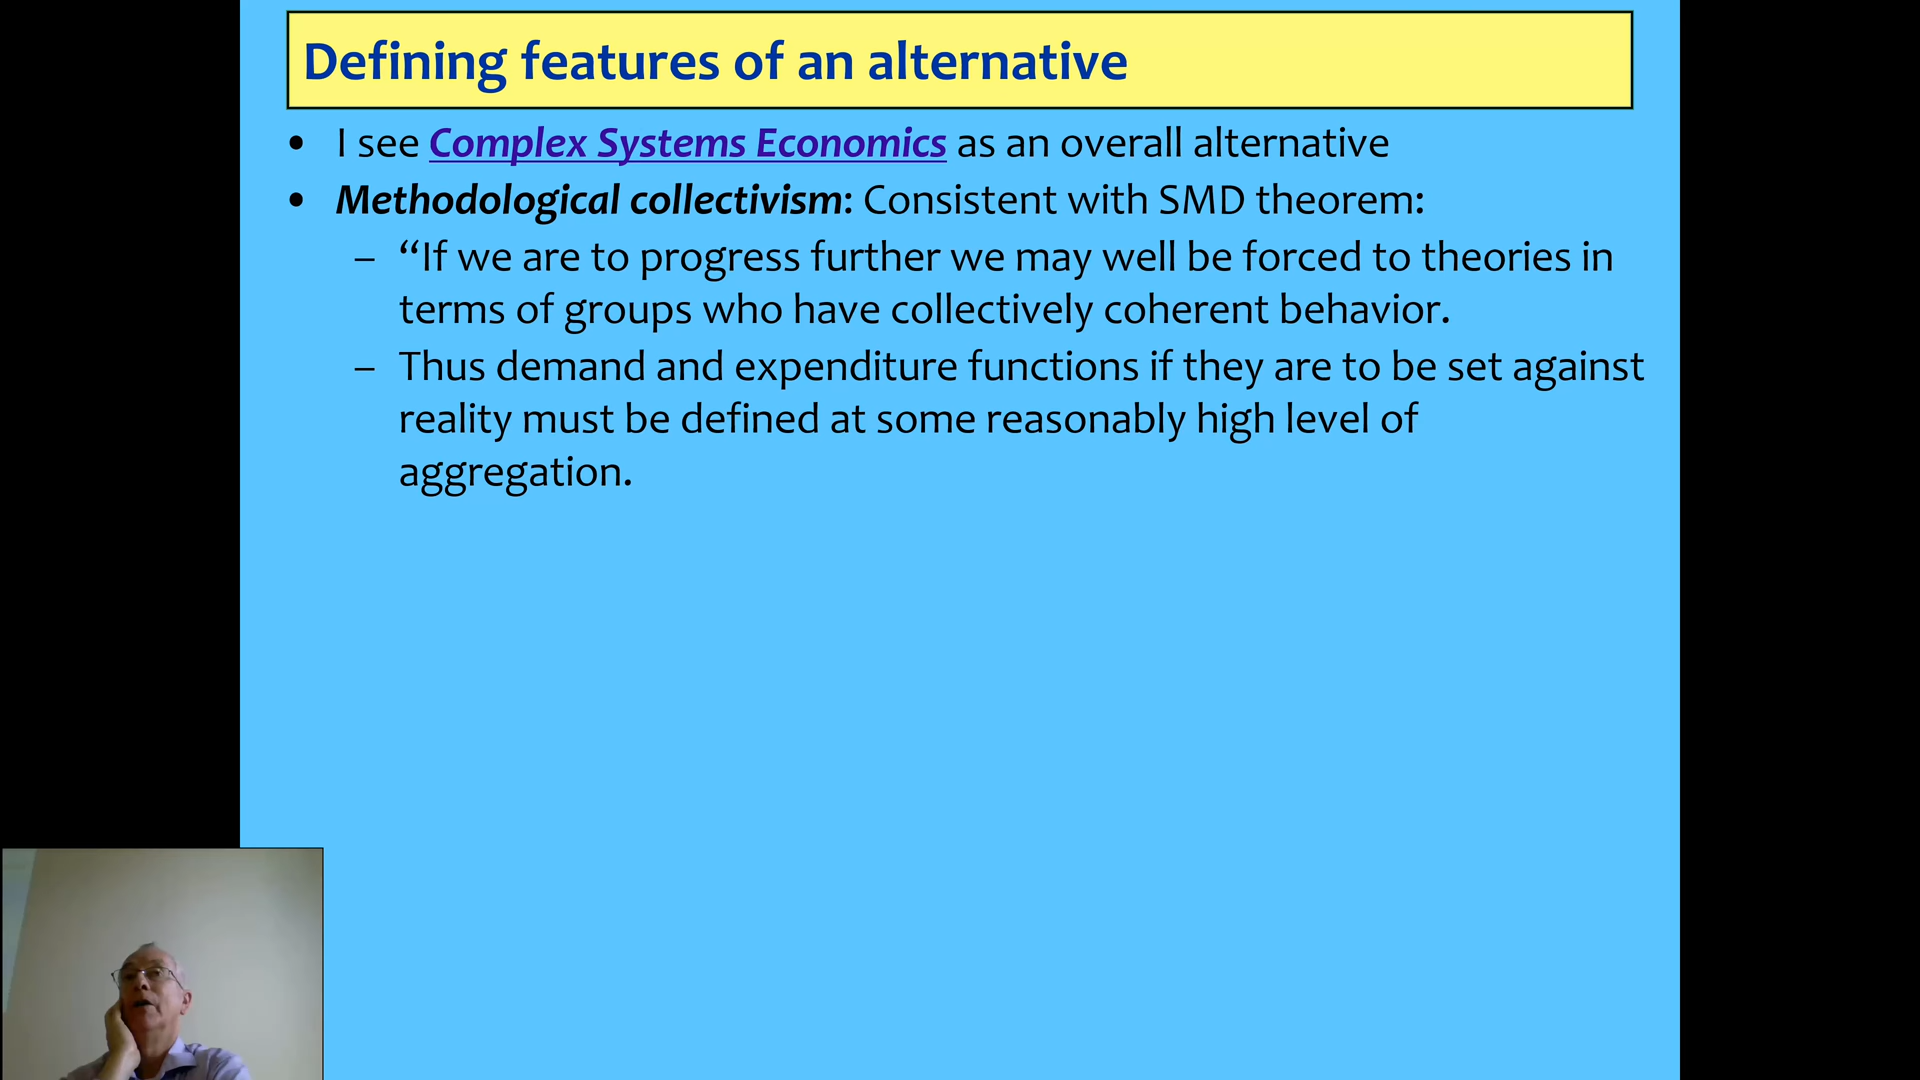 Defining features of an alternative
• I see Complex Systems Economics as an overall alternative
• Methodological collectivism: Consistent with SMD theorem:
– “If we are to progress further we may well be forced to theories in
terms of groups who have collectively coherent behavior.
– Thus demand and expenditure functions if they are to be set against
reality must be defined at some reasonably high level of
aggregation.